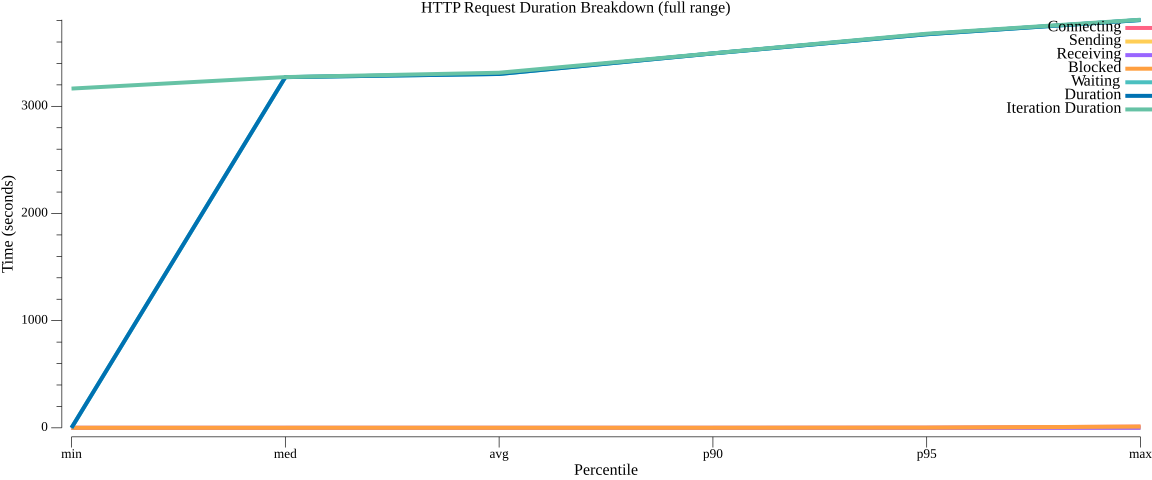 HTTP Request Duration Breakdown (full range)
Connecting
Sending
Receiving
Blocked
Waiting
Duration
Iteration Duration
3000
2000
1000
0
Time (seconds)
min med avg p90 p95 max
Percentile